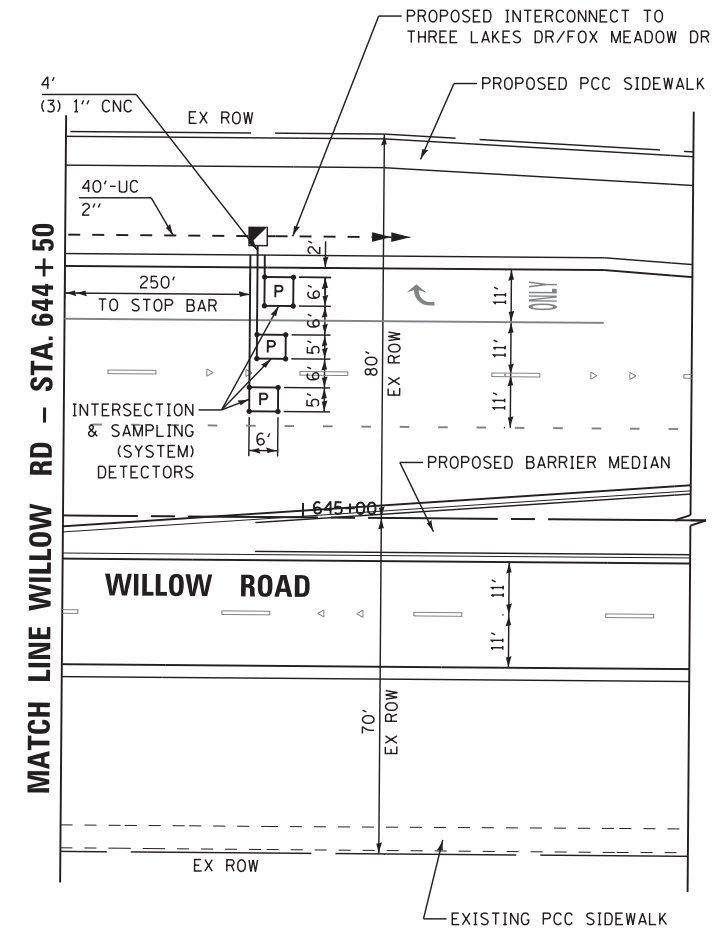 PROPOSED INTERCONNECT TO
THREE LAKES DR/FOX MEADOW DR
4'
(3) 1'' CNC
PROPOSED PCC SIDEWALK
EX ROW
40'-UC
2''
2'
250'
TO STOP BAR
P
6'
6'
P
5'
6'
P
5'
6'
INTERSECTION
& SAMPLING
(SYSTEM)
DETECTORS
80'
EX ROW
ONLY
11'
11'
11'
PROPOSED BARRIER MEDIAN
645+00
MATCH LINE WILLOW RD - STA. 644+50
WILLOW ROAD
11'
11'
70'
EX ROW
EX ROW
EXISTING PCC SIDEWALK